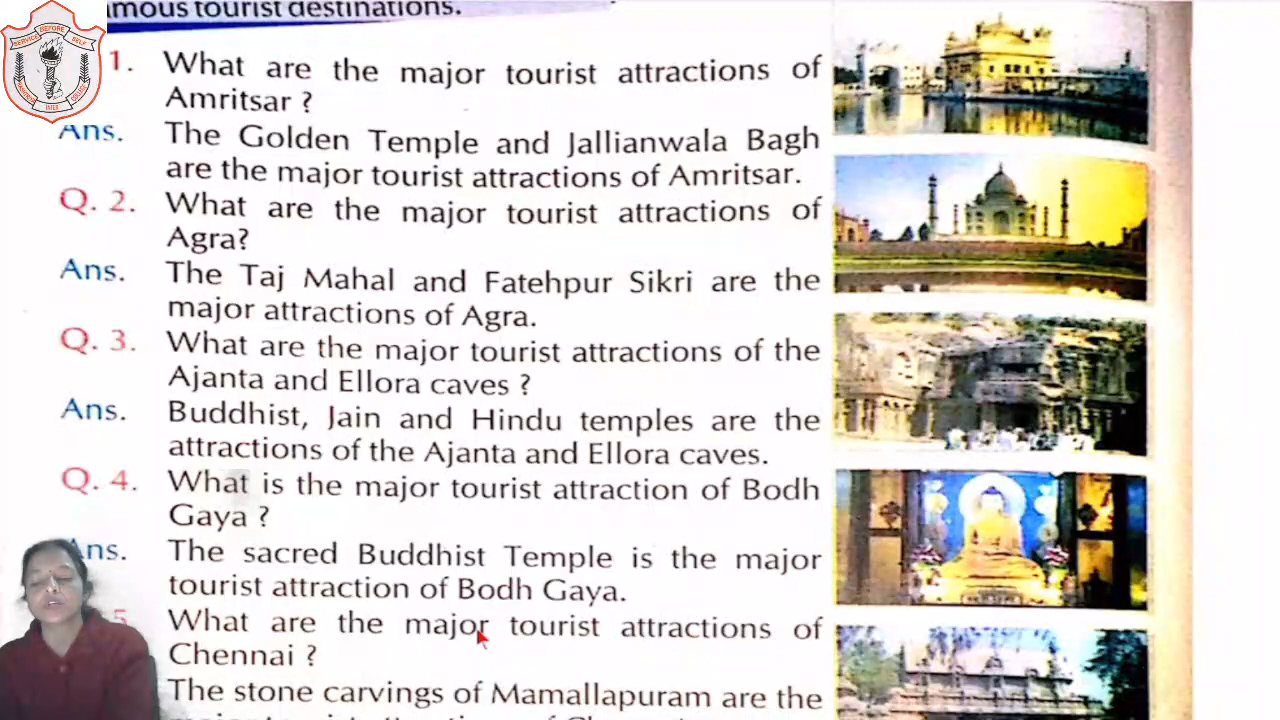 mous tourist destinations.
SERVICE BEFORE SELF
1. What are the major tourist attractions of
Amritsar ?
Ans. The Golden Temple and Jallianwala Bagh
are the major tourist attractions of Amritsar.
Q. 2. What are the major tourist attractions of
Agra?
Ans. The Taj Mahal and Fatehpur Sikri are the
major attractions of Agra.
Q. 3. What are the major tourist attractions of the
Ajanta and Ellora caves ?
Ans. Buddhist, Jain and Hindu temples are the
attractions of the Ajanta and Ellora caves.
Q. 4. What is the major tourist attraction of Bodh
Gaya ?
Ans. The sacred Buddhist Temple is the major
tourist attraction of Bodh Gaya.
5 What are the major tourist attractions of
Chennai ?
The stone carvings of Mamallapuram are the